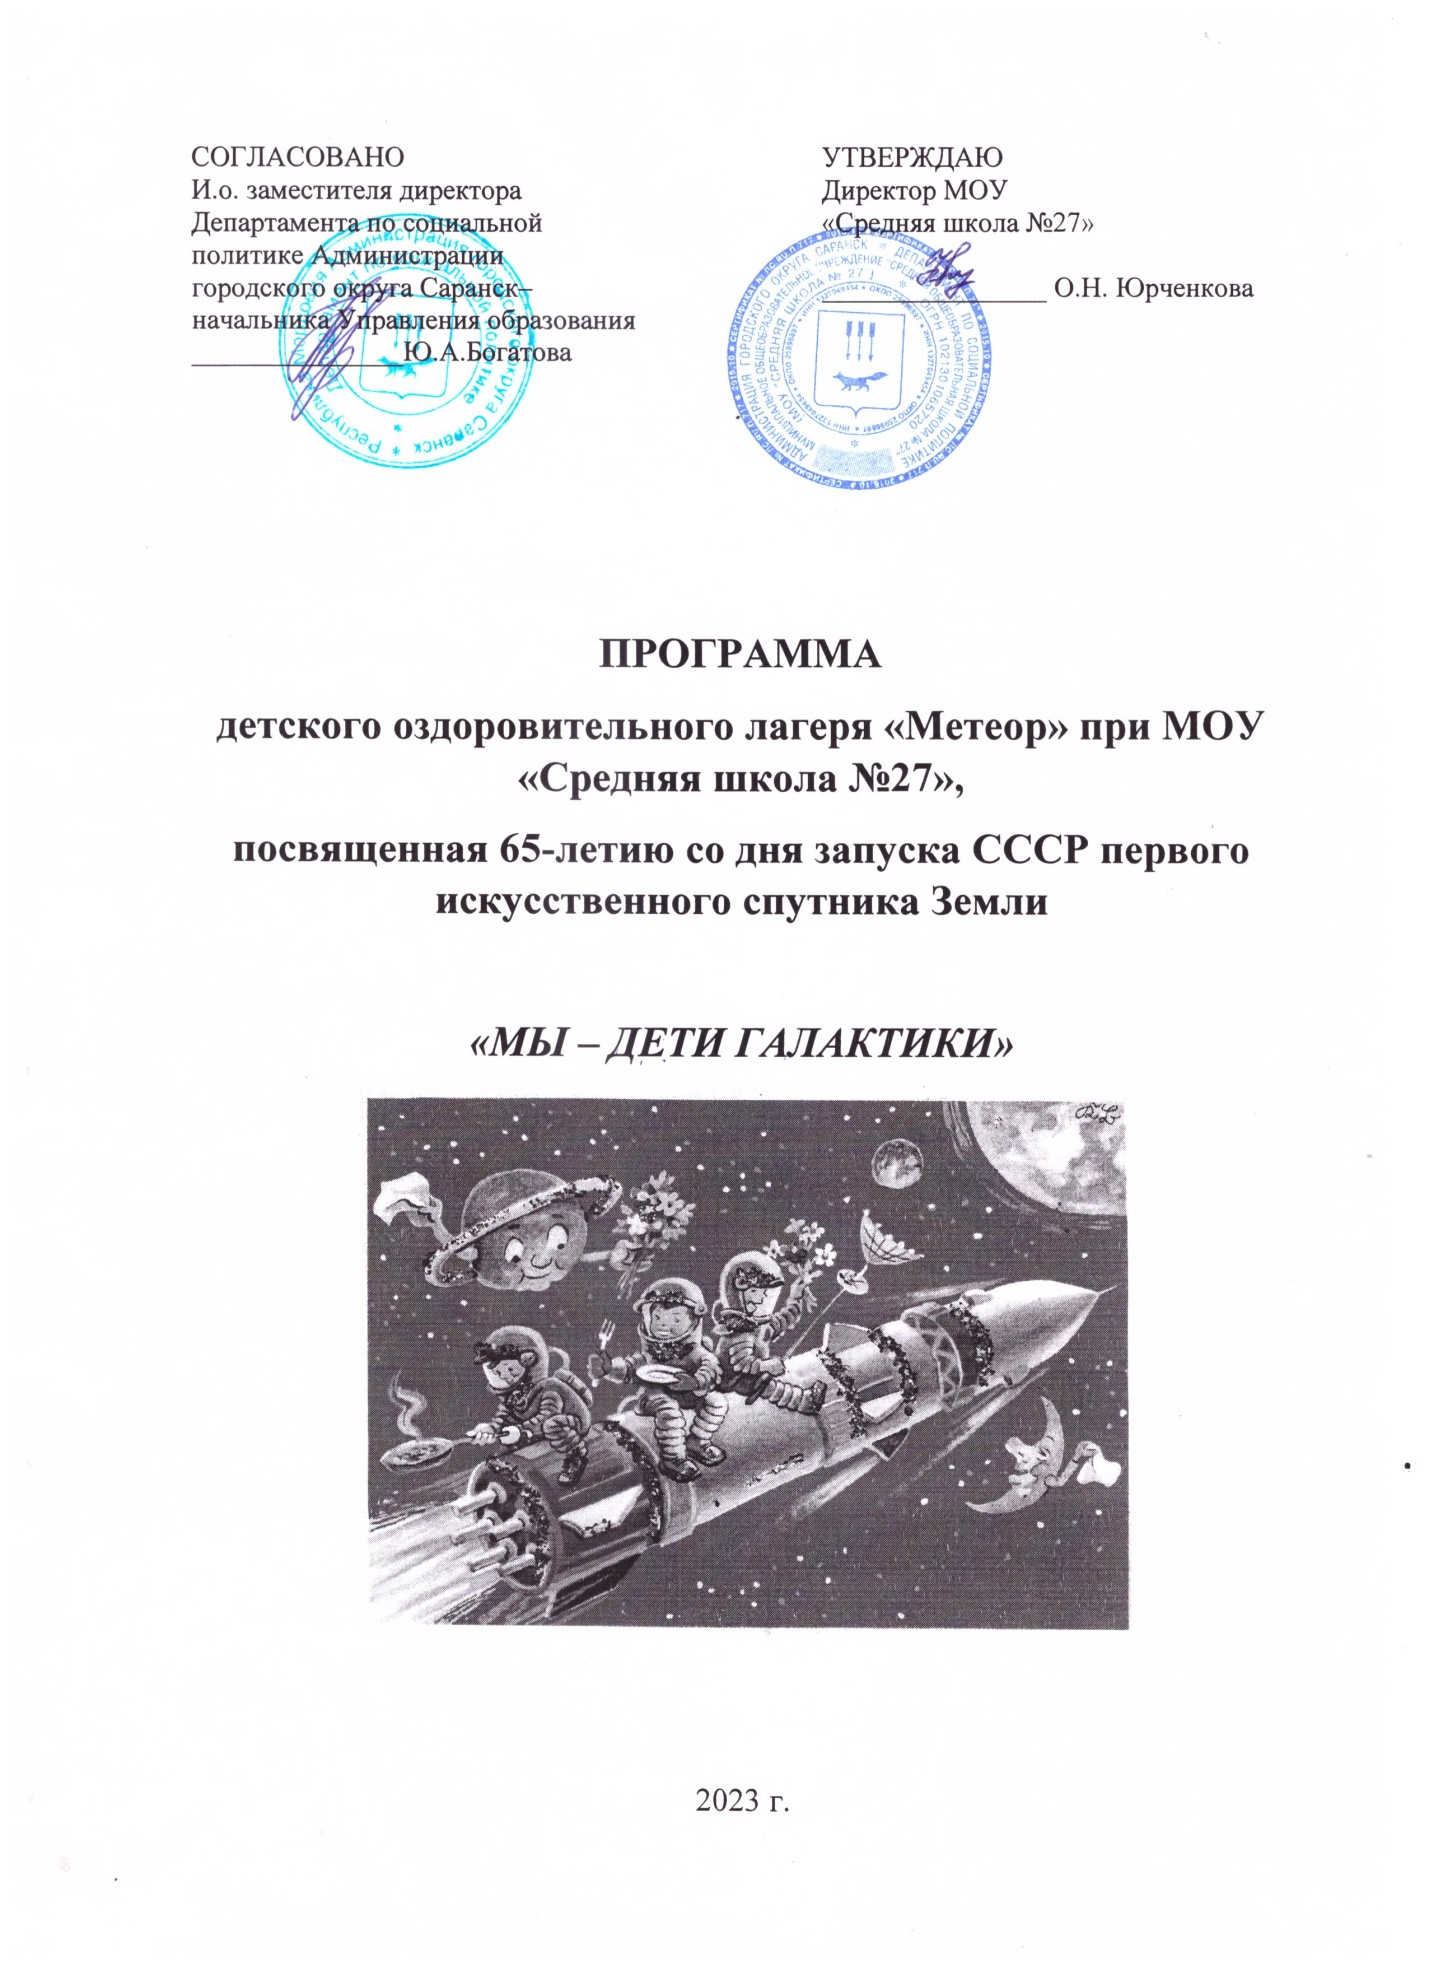 СОГЛАСОВАНО
И.о. заместителя директора
Департамента по социальной
политике Администрации
городского округа Саранск–
начальника Управления образования
_______________Ю.А.Богатова
УТВЕРЖДАЮ
Директор МОУ
«Средняя школа №27»
________________ О.Н. Юрченкова
ПРОГРАММА
детского оздоровительного лагеря «Метеор» при МОУ
«Средняя школа №27»,
посвященная 65-летию со дня запуска СССР первого
искусственного спутника Земли
«МЫ – ДЕТИ ГАЛАКТИКИ»
2023 г.